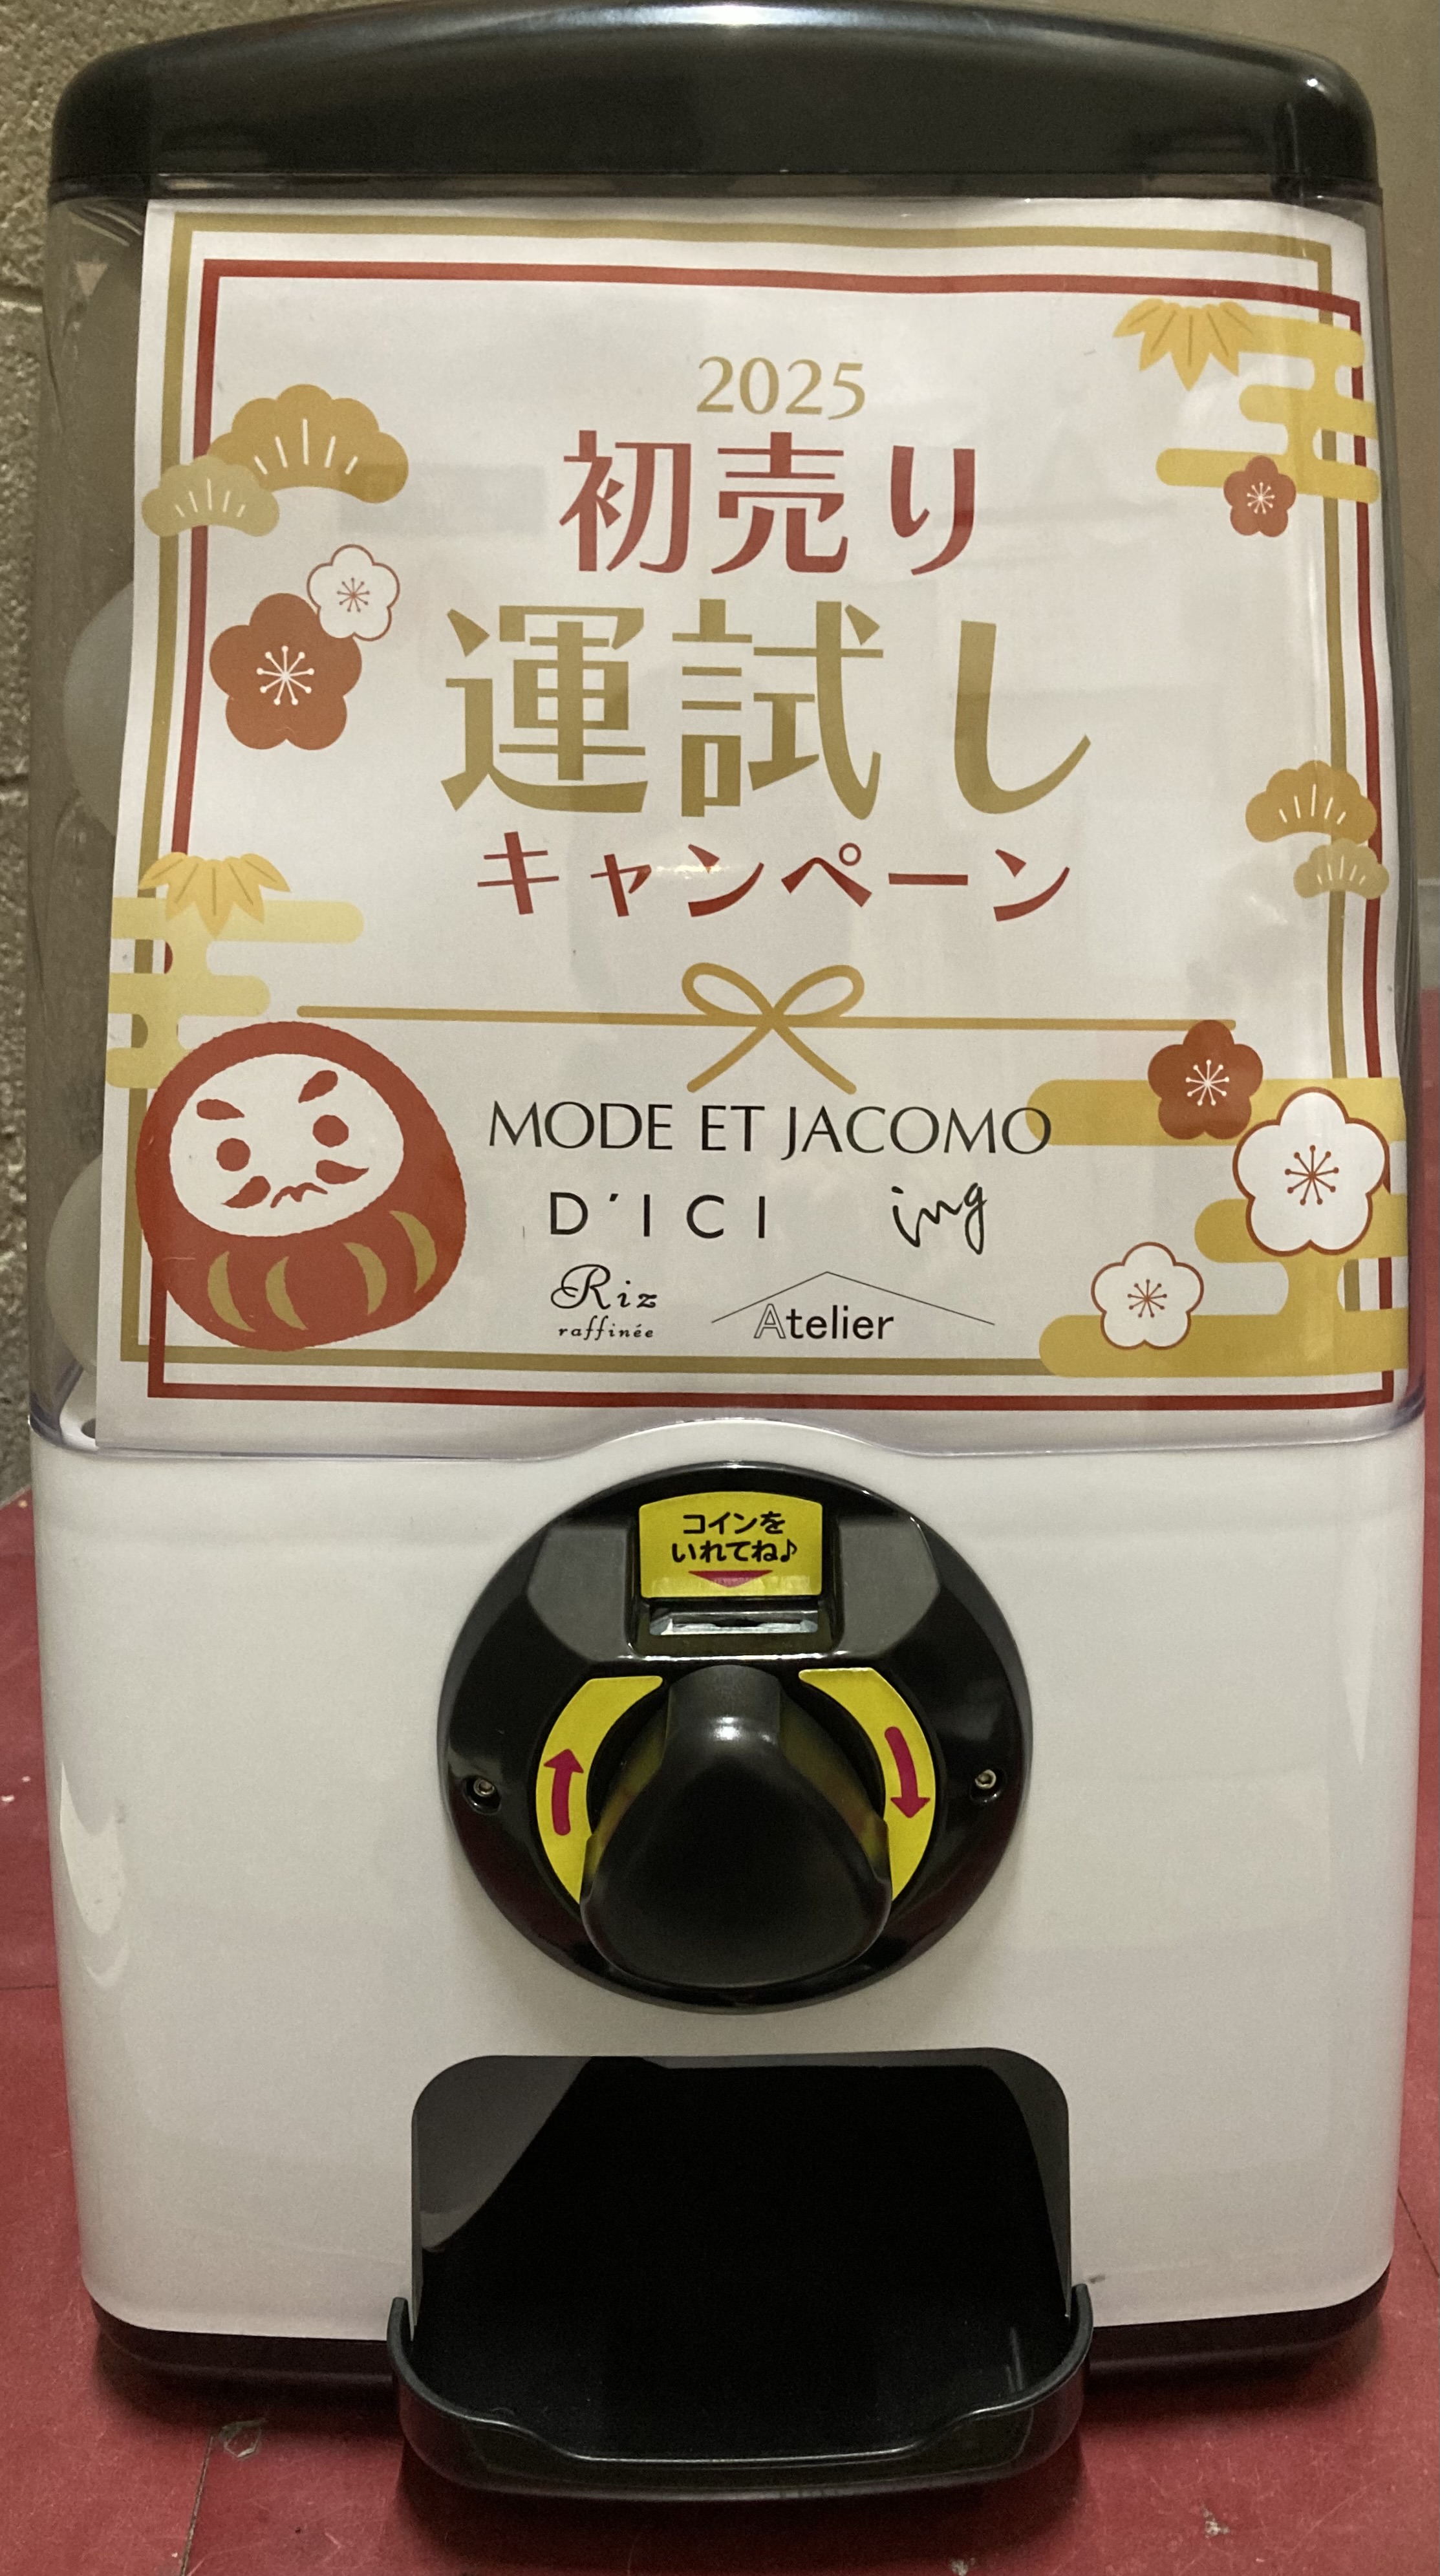 2025
初売り
運試し
キャンペーン
MODE ET JACOMO
D'ICI ing
Riz
raffinée
Atelier
コインを
いれてね♪